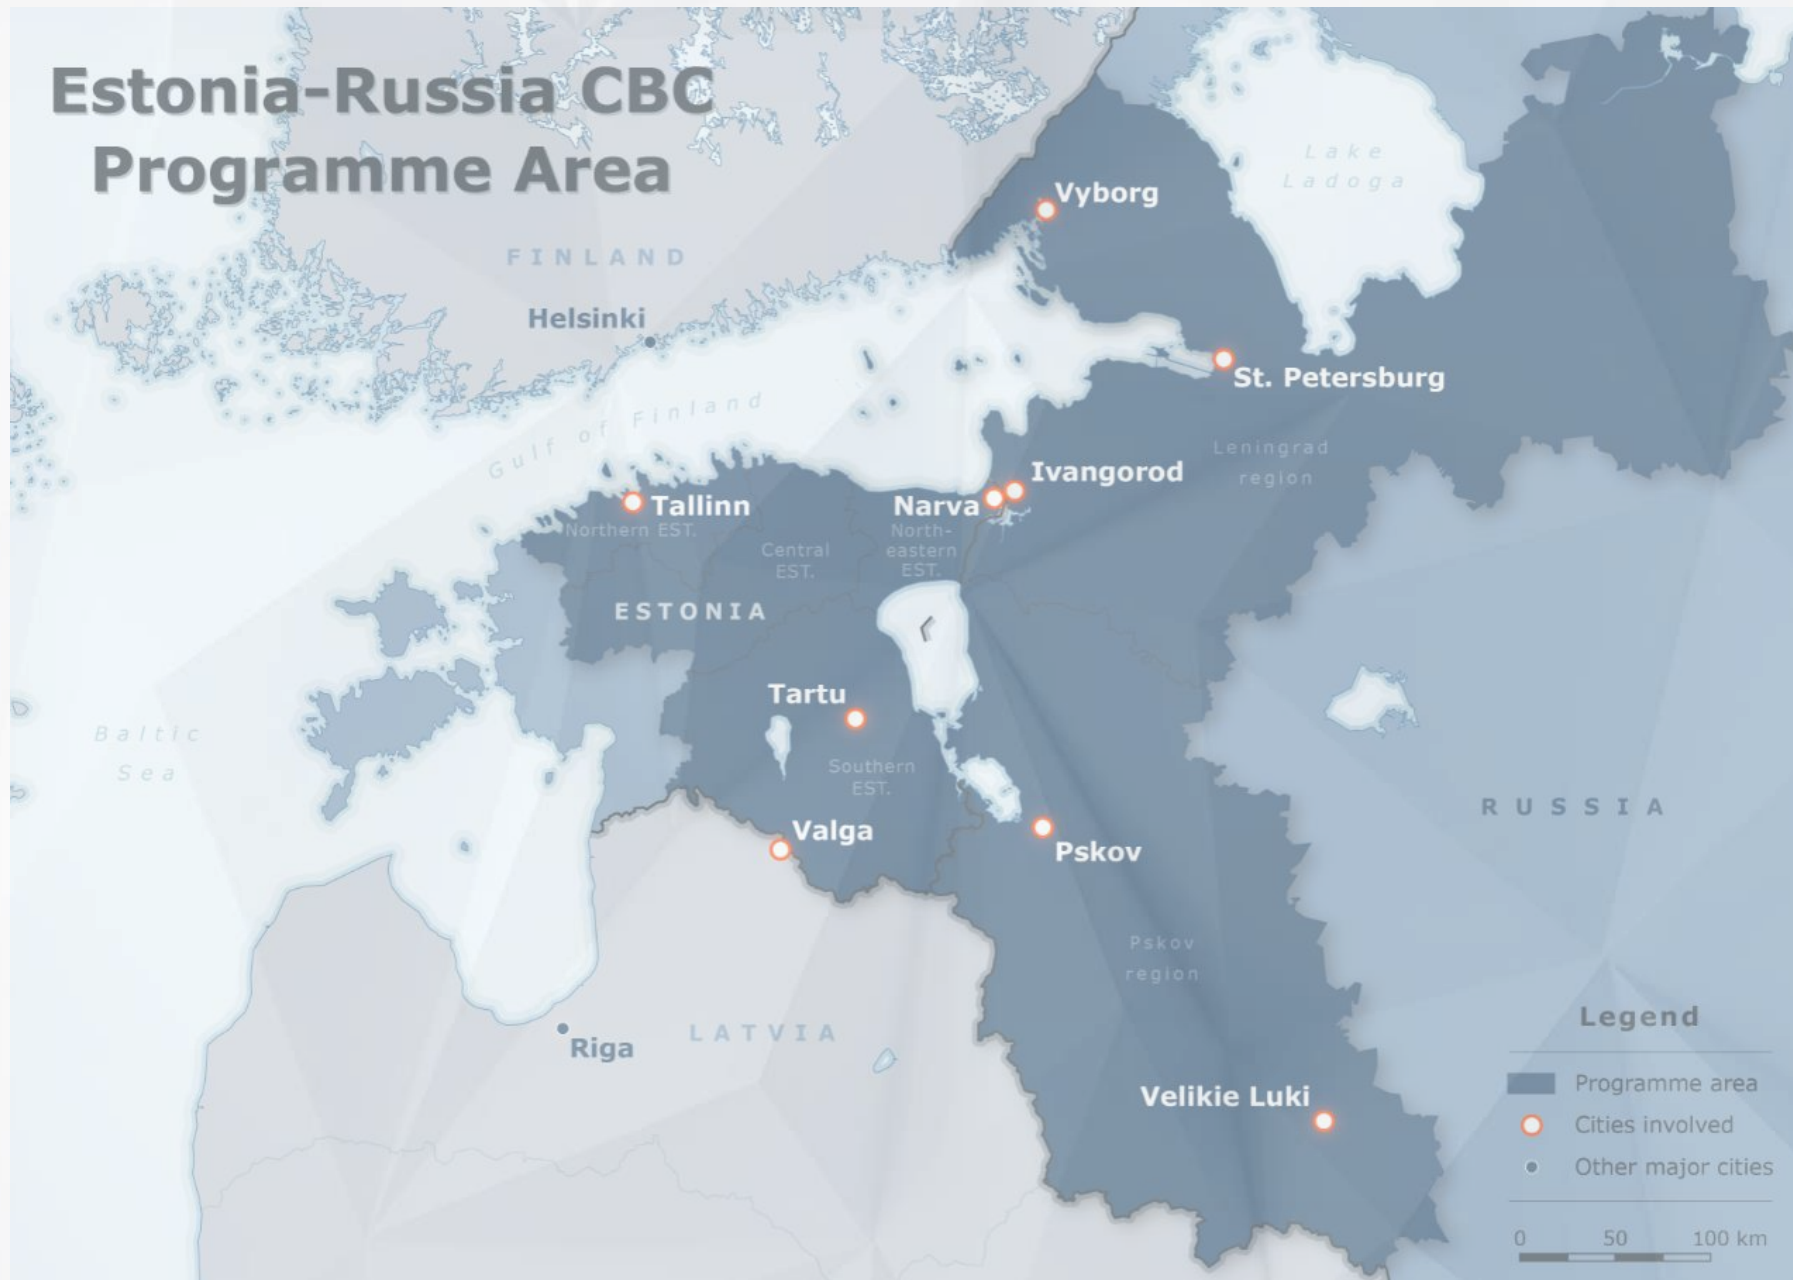 Estonia-Russia CBC
Programme Area
Lake
Ladoga
Vyborg
FINLAND
Helsinki
St. Petersburg
Gulf of Finland
Leningrad
region
Ivangorod
Narva
Tallinn
Northern EST.
North-
eastern
EST.
Central
EST.
ESTONIA
Tartu
Baltic
Sea
Southern
EST.
RUSSIA
Valga
Pskov
Pskov
region
Riga
LATVIA
Velikie Luki
Legend
Programme area
Cities involved
Other major cities
0 50 100 km